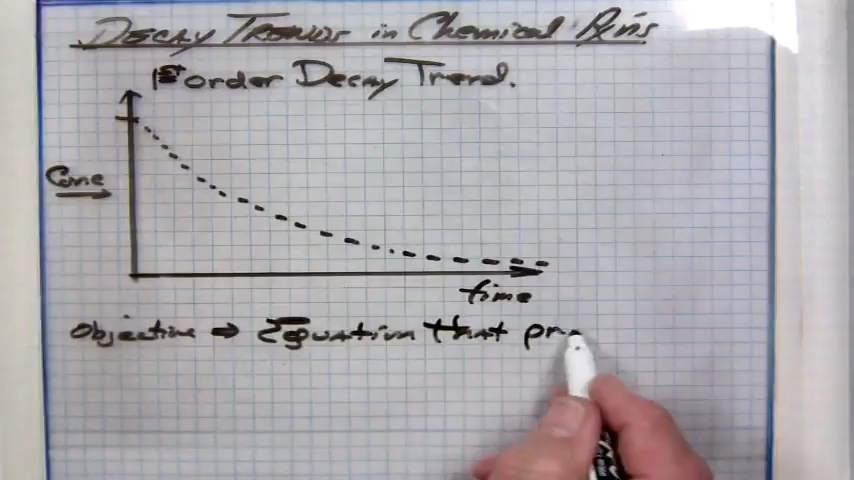 Decay Trends in Chemical Rxns
1st order Decay Trend.
Conc
time
Objective → Equation that pr